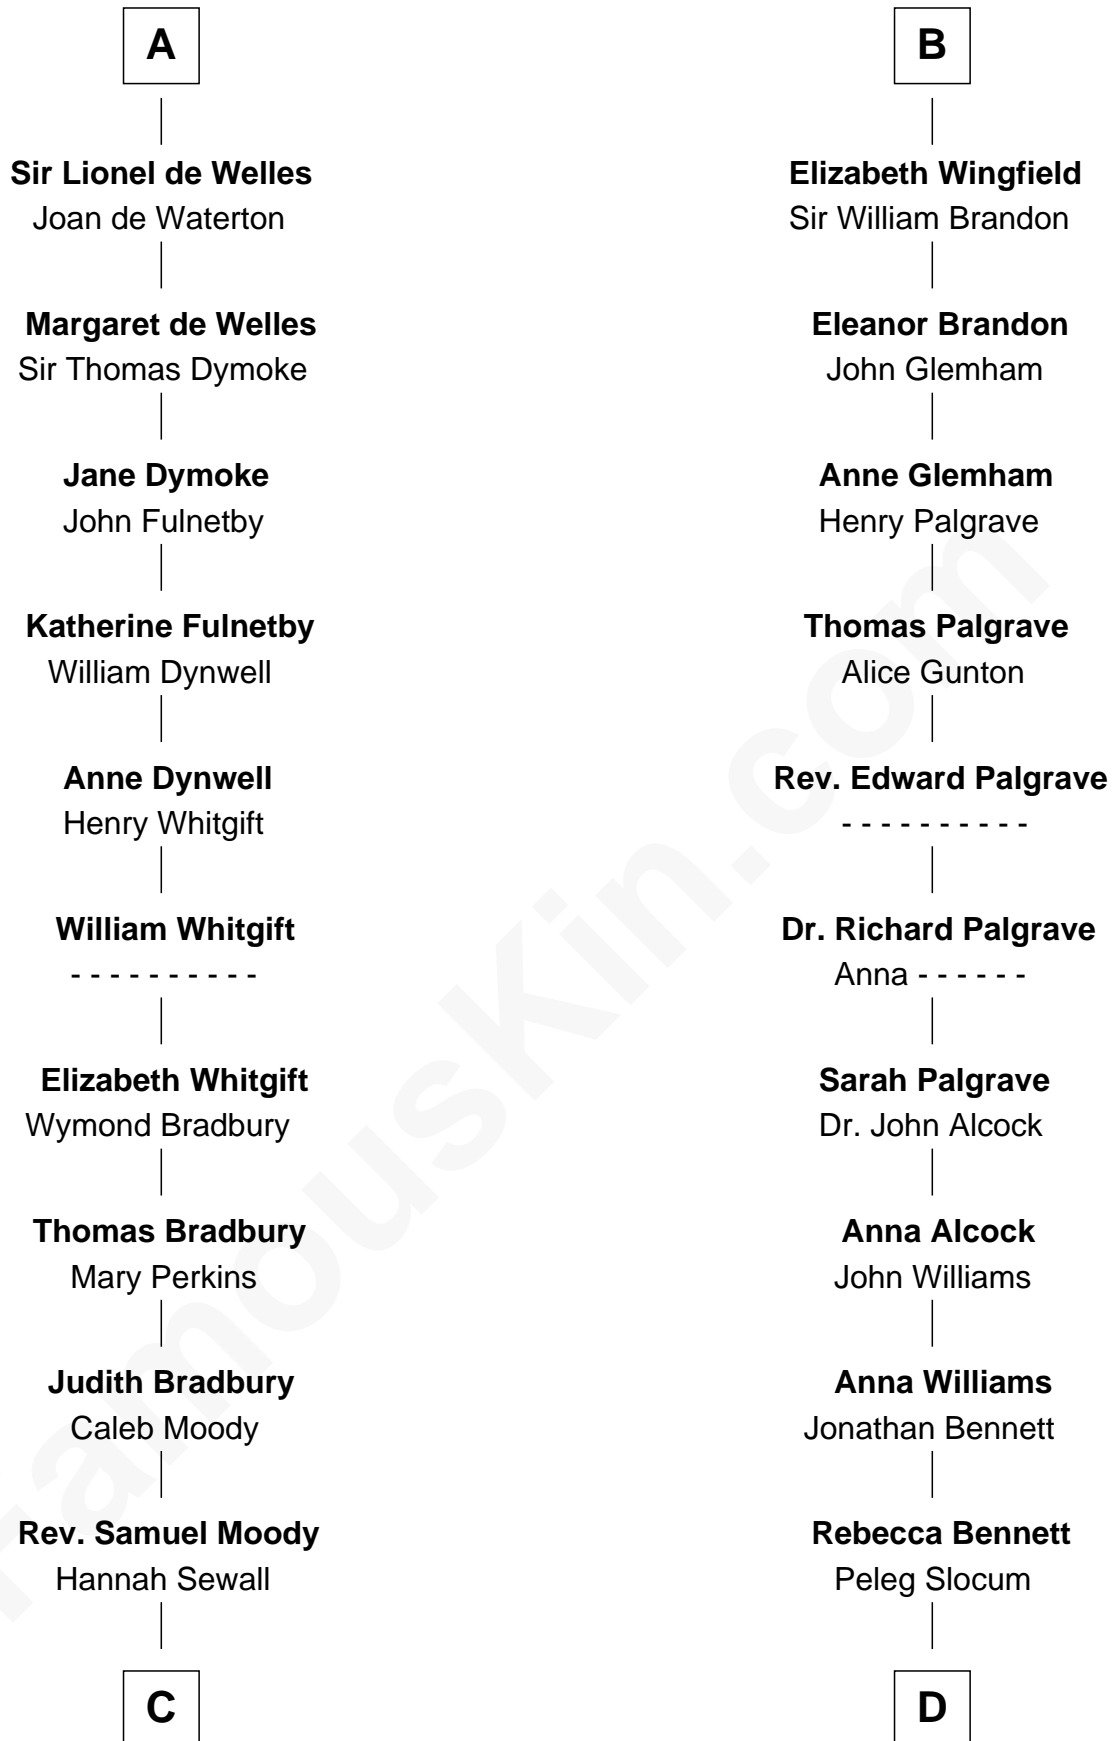 A
Sir Lionel de Welles
Joan de Waterton
Margaret de Welles
Sir Thomas Dymoke
Jane Dymoke
John Fulnetby
Katherine Fulnetby
William Dynwell
Anne Dynwell
Henry Whitgift
William Whitgift
- - - - - - - - - -
Elizabeth Whitgift
Wymond Bradbury
Thomas Bradbury
Mary Perkins
Judith Bradbury
Caleb Moody
Rev. Samuel Moody
Hannah Sewall
C
B
Elizabeth Wingfield
Sir William Brandon
Eleanor Brandon
John Glemham
Anne Glemham
Henry Palgrave
Thomas Palgrave
Alice Gunton
Rev. Edward Palgrave
- - - - - - - - - -
Dr. Richard Palgrave
Anna - - - - - -
Sarah Palgrave
Dr. John Alcock
Anna Alcock
John Williams
Anna Williams
Jonathan Bennett
Rebecca Bennett
Peleg Slocum
D
FamousKin.com